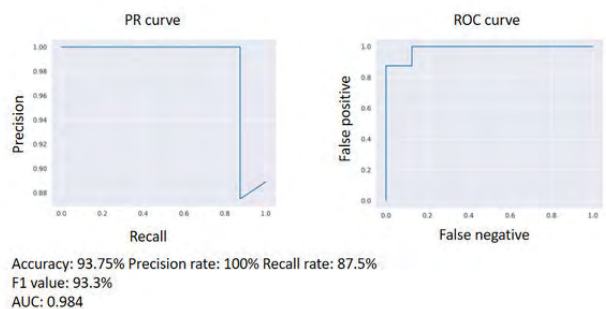 PR curve
1.00
0.98
0.96
0.94
0.92
0.90
0.88
0.0 0.2 0.4 0.6 0.8 1.0
Precision
Recall
ROC curve
1.0
0.8
0.6
0.4
0.2
0.0
0.0 0.2 0.4 0.6 0.8 1.0
False positive
False negative
Accuracy: 93.75% Precision rate: 100% Recall rate: 87.5%
F1 value: 93.3%
AUC: 0.984